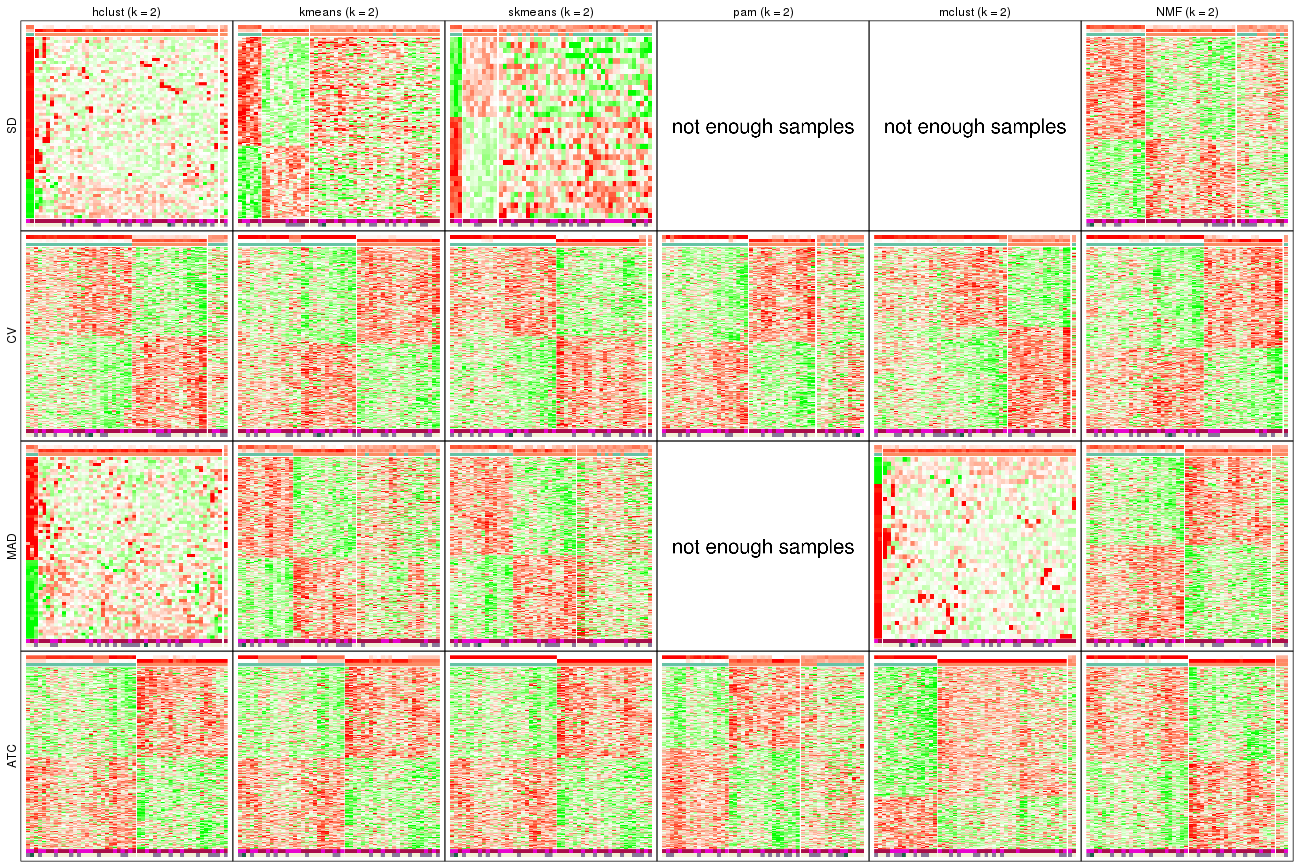 hclust (k = 2) kmeans (k = 2) skmeans (k = 2) pam (k = 2) mclust (k = 2) NMF (k = 2)
SD
not enough samples
not enough samples
CV
MAD
not enough samples
ATC